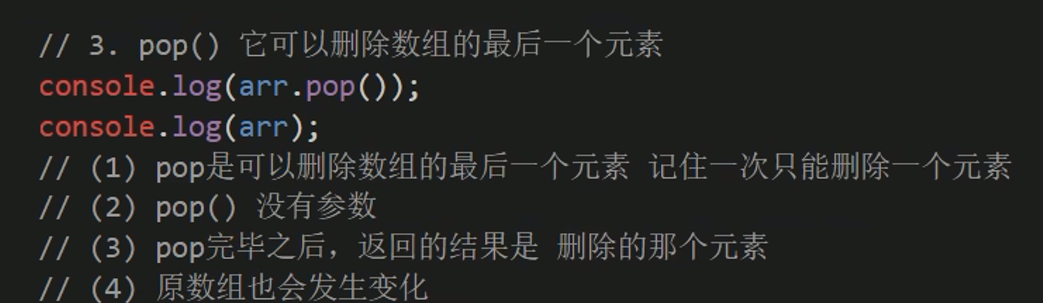 // 3. pop() 它可以删除数组的最后一个元素
console.log(arr.pop());
console.log(arr);
// (1) pop是可以删除数组的最后一个元素 记住一次只能删除一个元素
// (2) pop() 没有参数
// (3) pop完毕之后，返回的结果是 删除的那个元素
// (4) 原数组也会发生变化